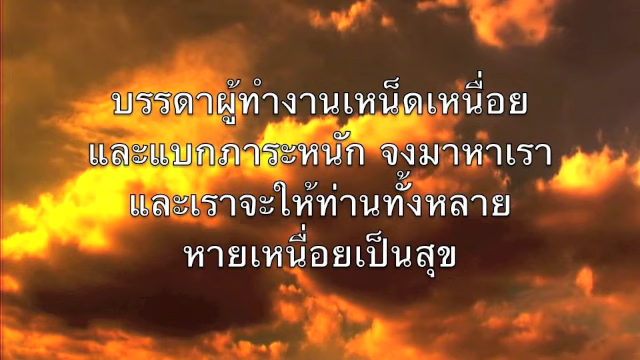 บรรดาผู้ทำงานเหน็ดเหนื่อย
และแบกภาระหนัก จงมาหาเรา
และเราจะให้ท่านทั้งหลาย
หายเหนื่อยเป็นสุข